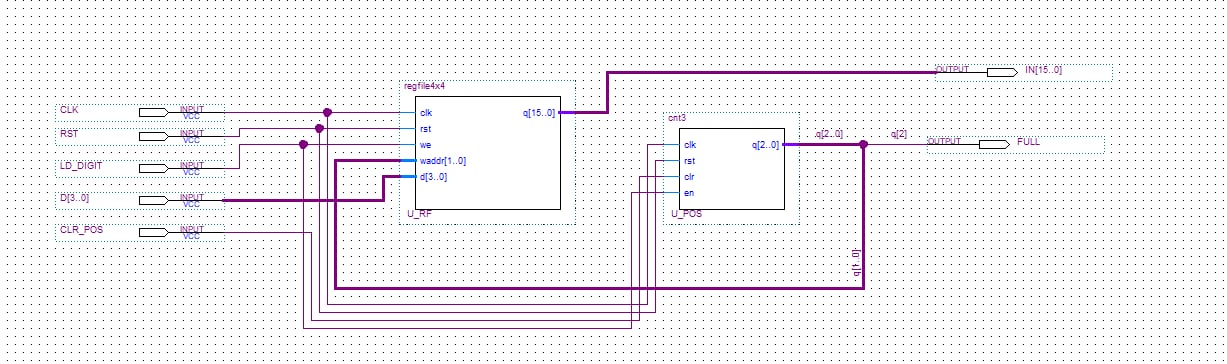 OUTPUT IN[15..0]
regfile4x4
CLK INPUT VCC
clk q[15..0]
cnt3
RST INPUT VCC
rst
q[2..0] q[2] OUTPUT FULL
we
clk q[2..0]
LD_DIGIT INPUT VCC
waddr[1..0]
rst
d[3..0]
clr
D[3..0] INPUT VCC
en
U_RF
U_POS
CLR_POS INPUT VCC
q[1..0]